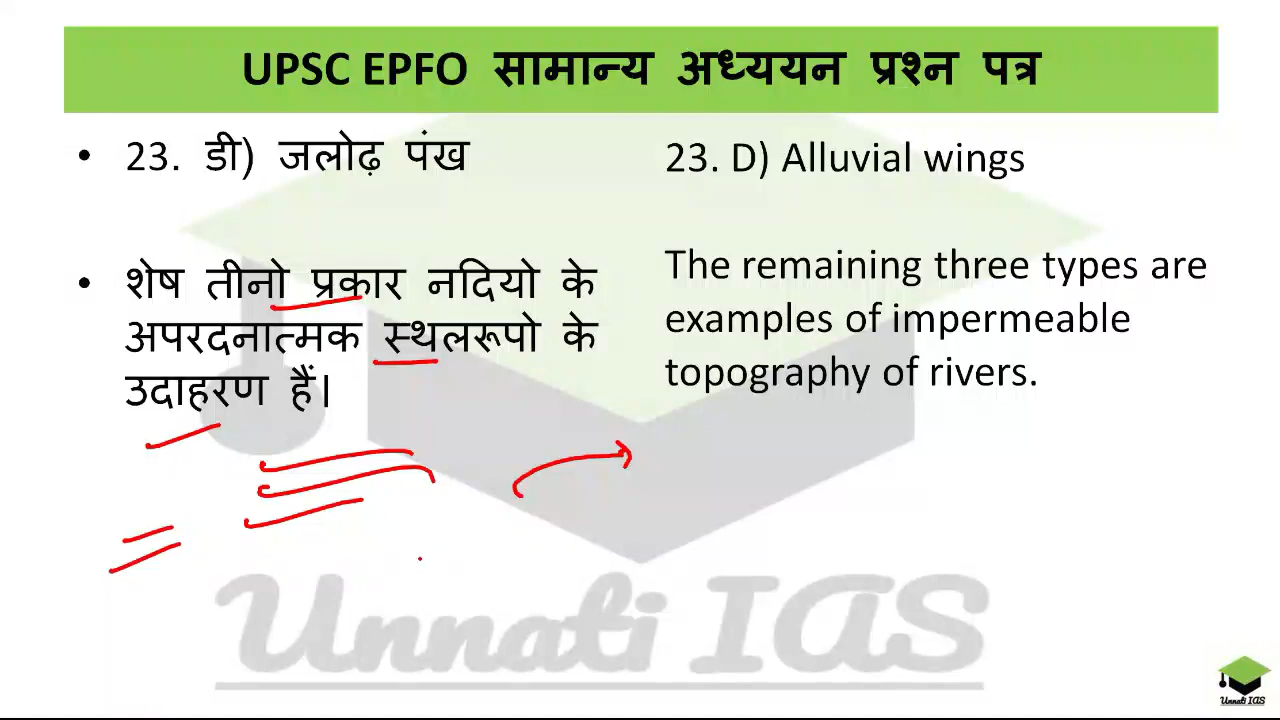 UPSC EPFO सामान्य अध्ययन प्रश्न पत्र
• 23. डी) जलोढ़ पंख
• शेष तीनो प्रकार नदियो के
अपरदनात्मक स्थलरूपो के
उदाहरण हैं।
23. D) Alluvial wings
The remaining three types are
examples of impermeable
topography of rivers.
Unnati IAS
Unnati IAS